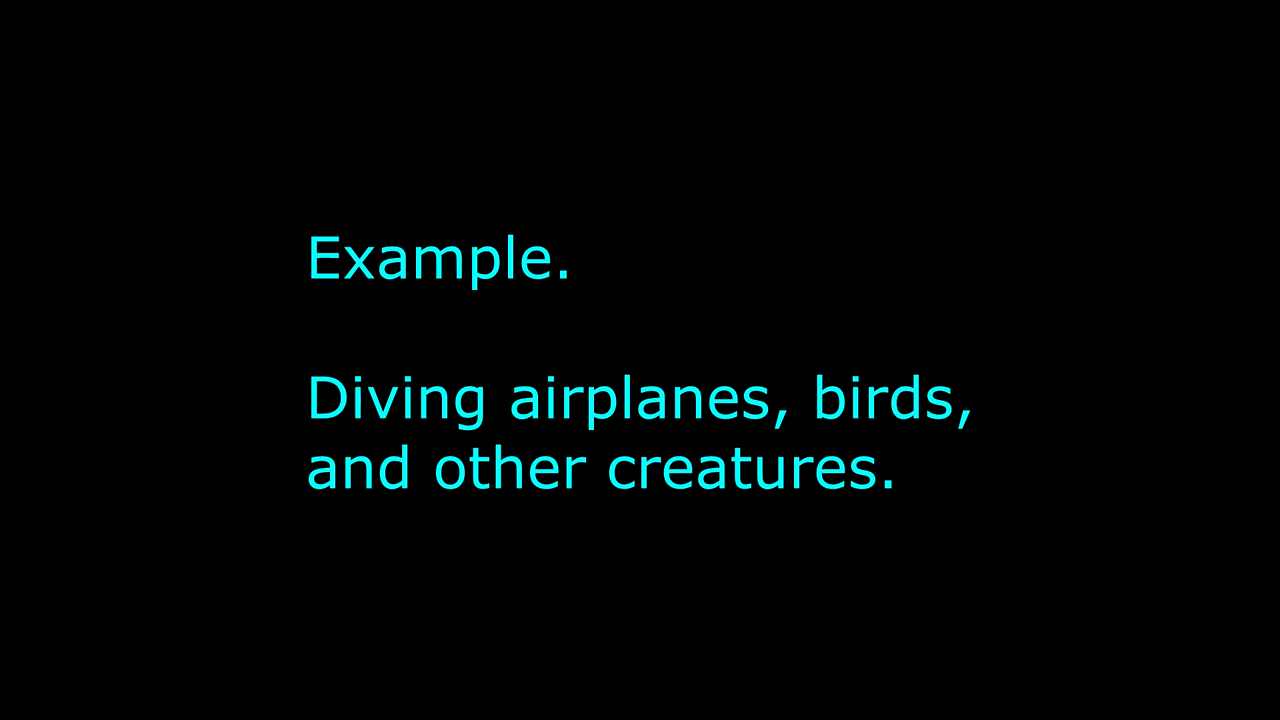 Example.
Diving airplanes, birds,
and other creatures.